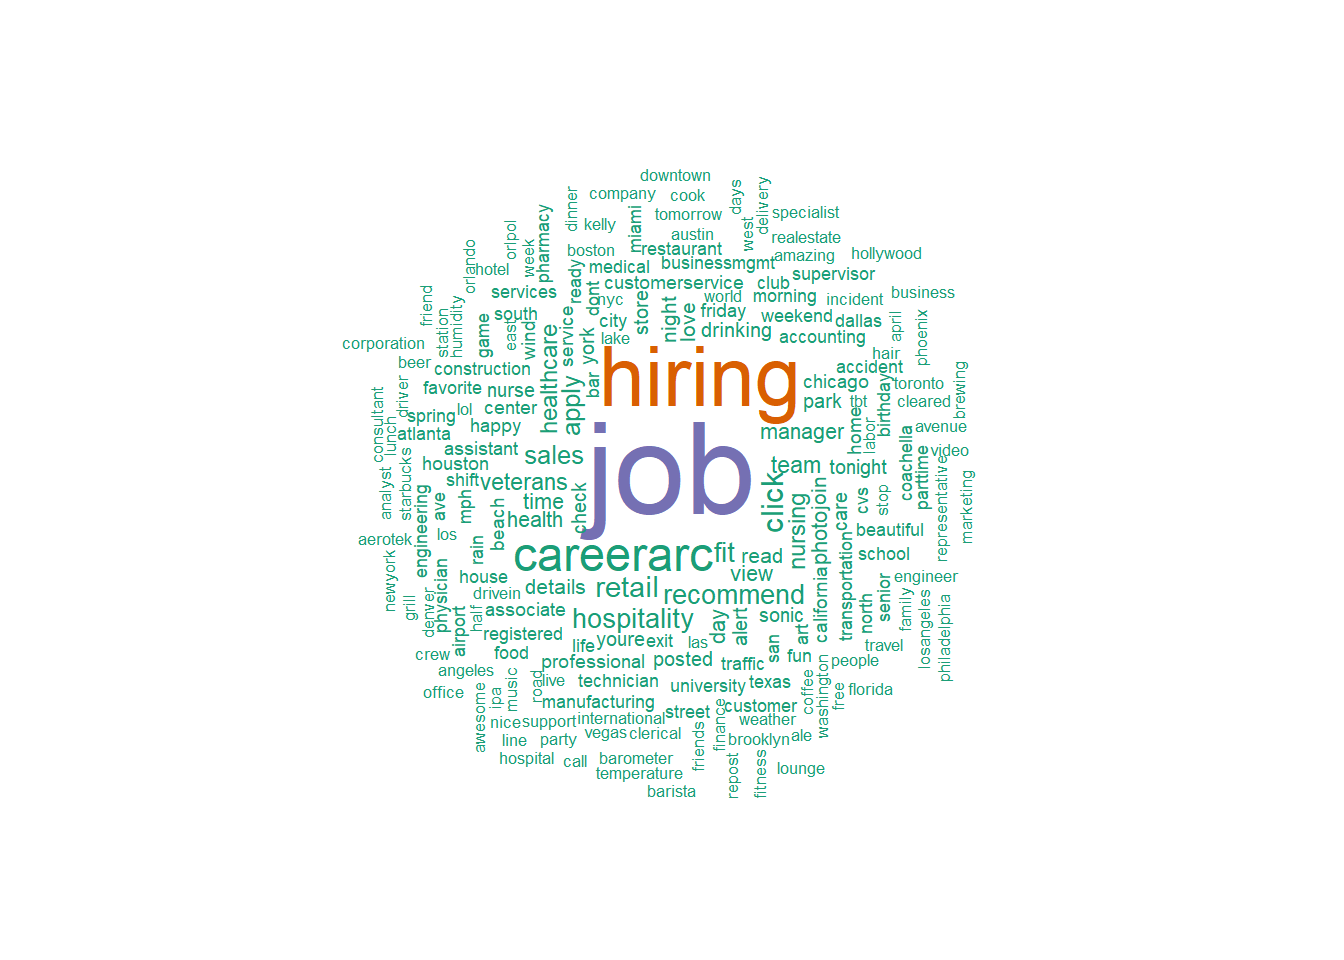 downtown
company cook days delivery
dinner kelly miami tomorrow west specialist
orlpol pharmacy austin realestate
orlando week boston restaurant amazing hollywood
hotel ready medical businessmgmt supervisor
friend services dont nyc customerservice club business
station humidity south store night love world morning incident
game east wind service city friday weekend dallas april phoenix
corporation healthcare york lake drinking accounting
beer construction bar hiring hair accident
driver favorite nurse apply chicago toronto brewing
consultant lunch spring lol center park tbt birthday cleared
atlanta happy manager home labor avenue
starbucks assistant sales job team tonight coachella parttime video
analyst houston shift veterans click representative marketing
engineering ave mph time check nursing photo join care cvs stop
aerotek los beach health beautiful
newyork rain careerarc fit read transportation school
physician house details view california senior engineer
grill denver drivein retail recommend north family losangeles philadelphia
airport half associate hospitality day alert sonic art
registered life youre exit las san travel
crew food professional posted traffic fun people
angeles road live technician university texas coffee washington free florida
office music
awesome ipa manufacturing street customer
nice support international finance weather
line party vegas clerical friends brooklyn ale
hospital call barometer lounge
temperature repost fitness
barista